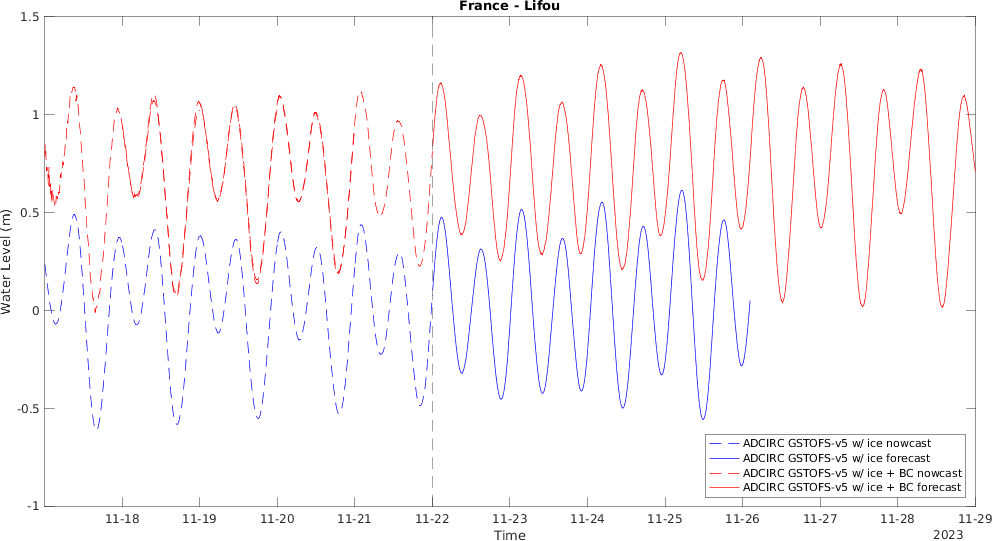 France - Lifou
1.5
1
0.5
0
-0.5
-1
Water Level (m)
11-18 11-19 11-20 11-21 11-22 11-23 11-24 11-25 11-26 11-27 11-28 11-29
Time
2023
ADCIRC GSTOFS-v5 w/ ice nowcast
ADCIRC GSTOFS-v5 w/ ice forecast
ADCIRC GSTOFS-v5 w/ ice + BC nowcast
ADCIRC GSTOFS-v5 w/ ice + BC forecast